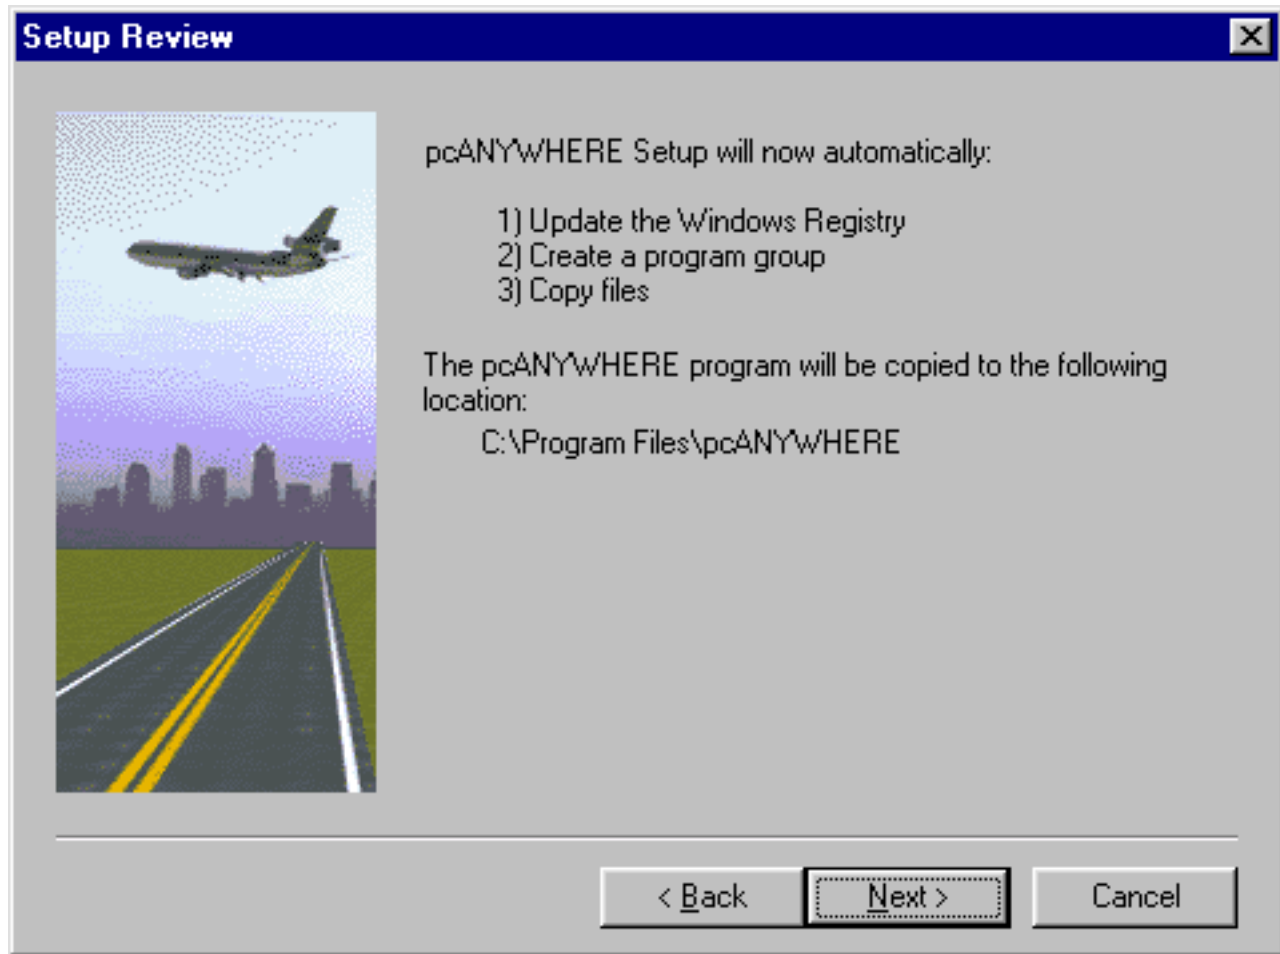 Setup Review
pcANYWHERE Setup will now automatically:
1) Update the Windows Registry
2) Create a program group
3) Copy files
The pcANYWHERE program will be copied to the following
location:
C:\Program Files\pcANYWHERE
< Back
Next >
Cancel